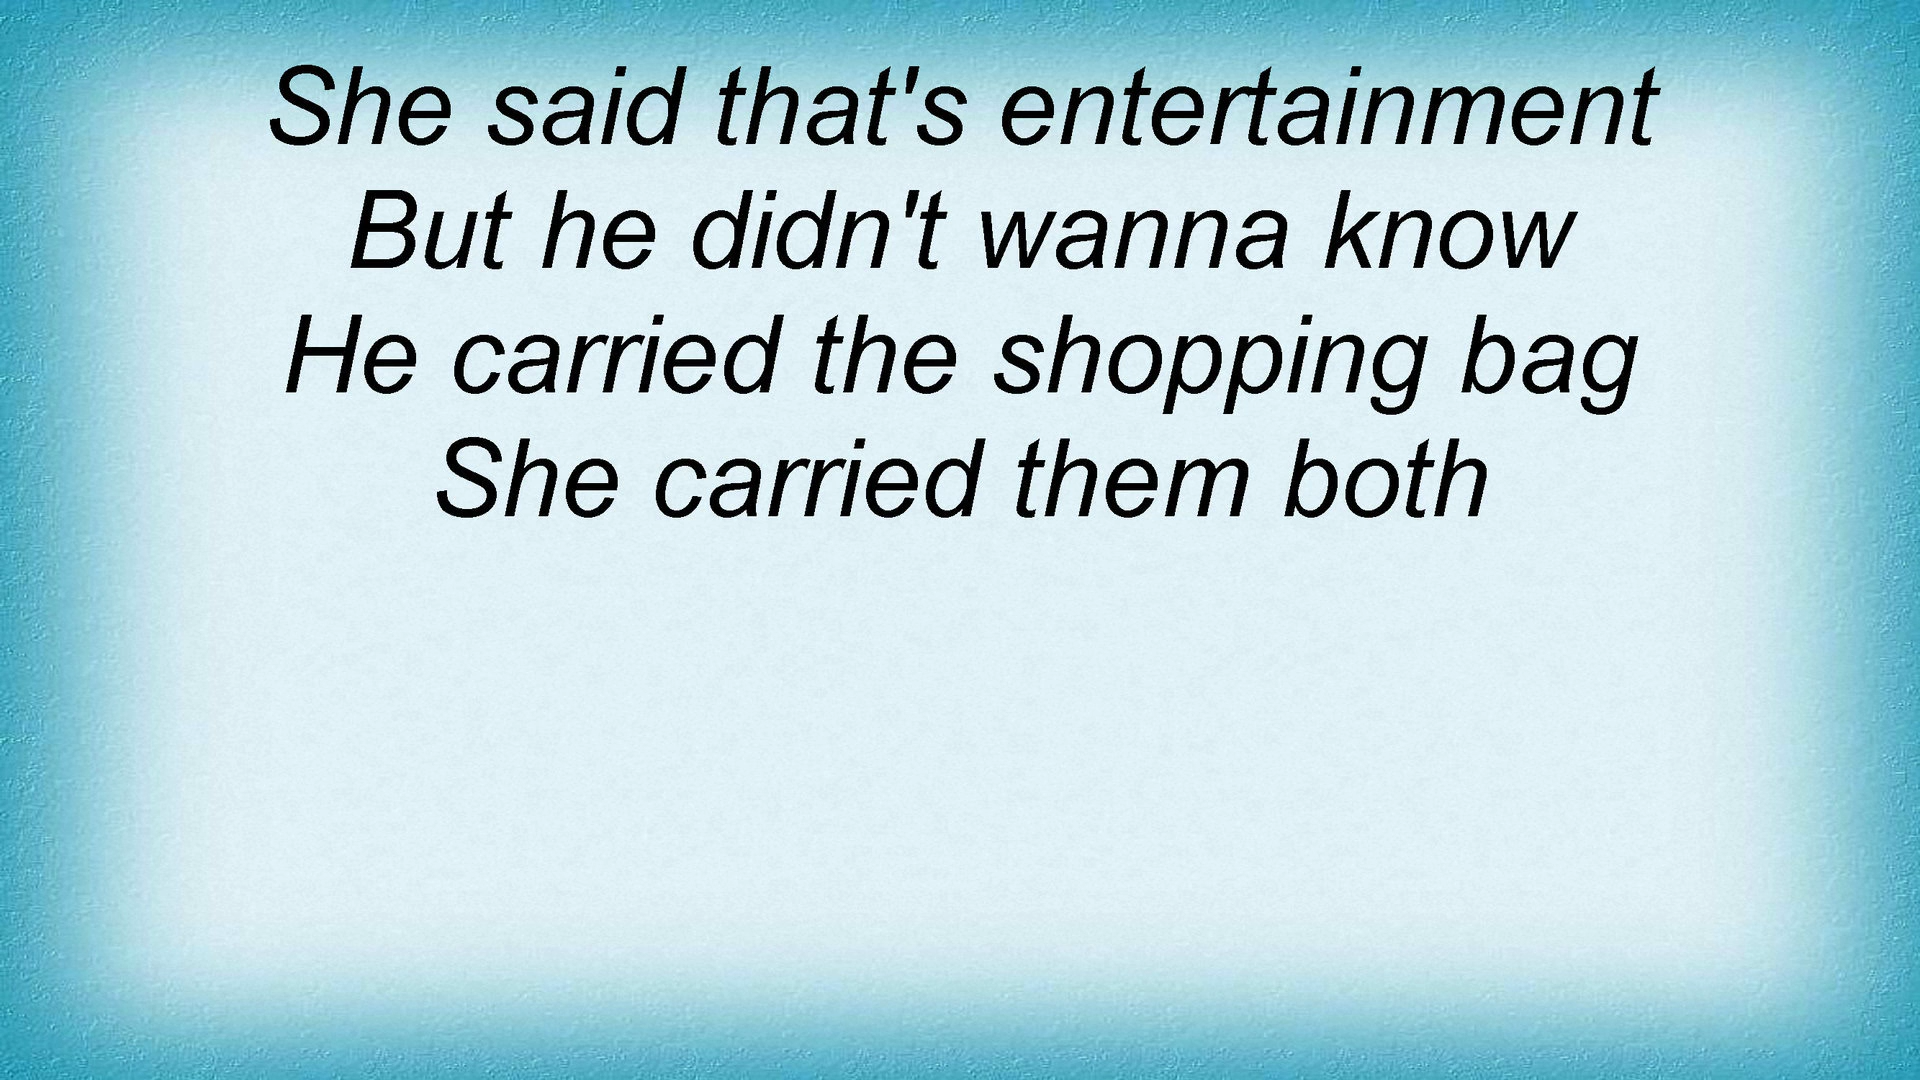 She said that's entertainment
But he didn't wanna know
He carried the shopping bag
She carried them both